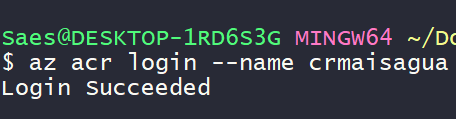 Saes@DESKTOP-1RD6S3G MINGW64 ~/Do
$ az acr login --name crmaisagua
Login Succeeded